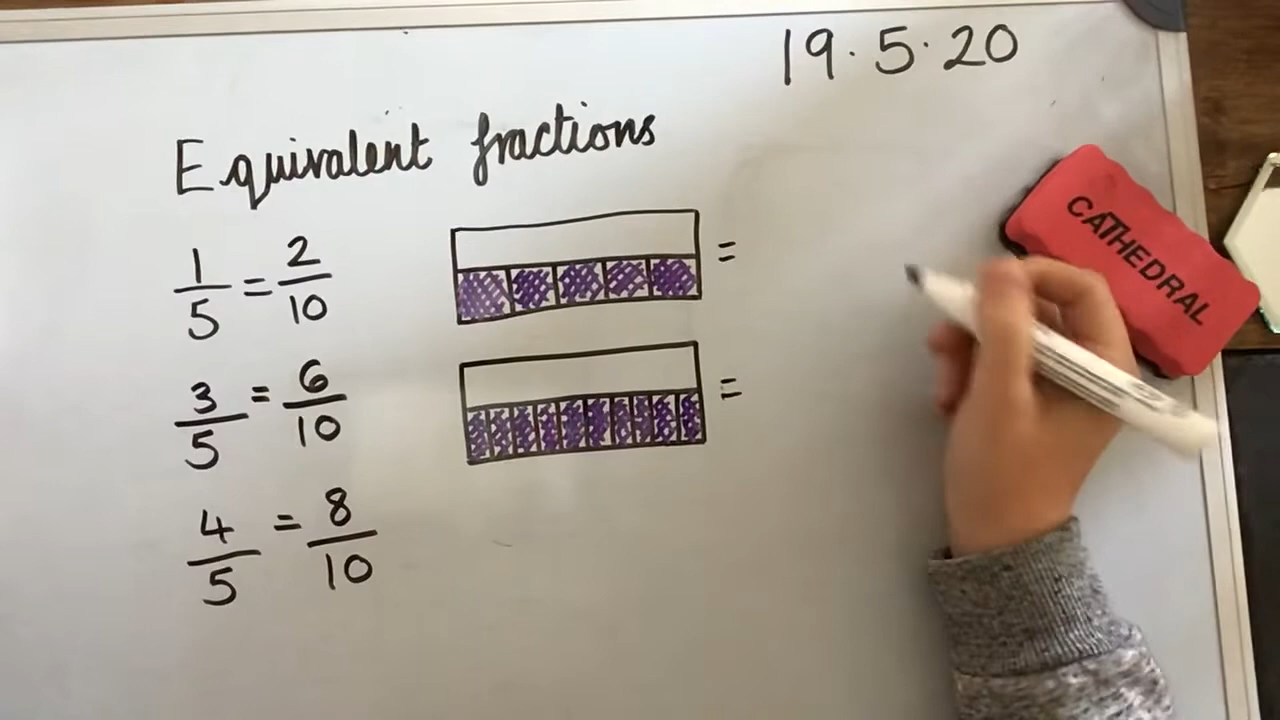 19.5.20
Equivalent fractions
1/5 = 2/10
=
3/5 = 6/10
=
4/5 = 8/10
CATHEDRAL